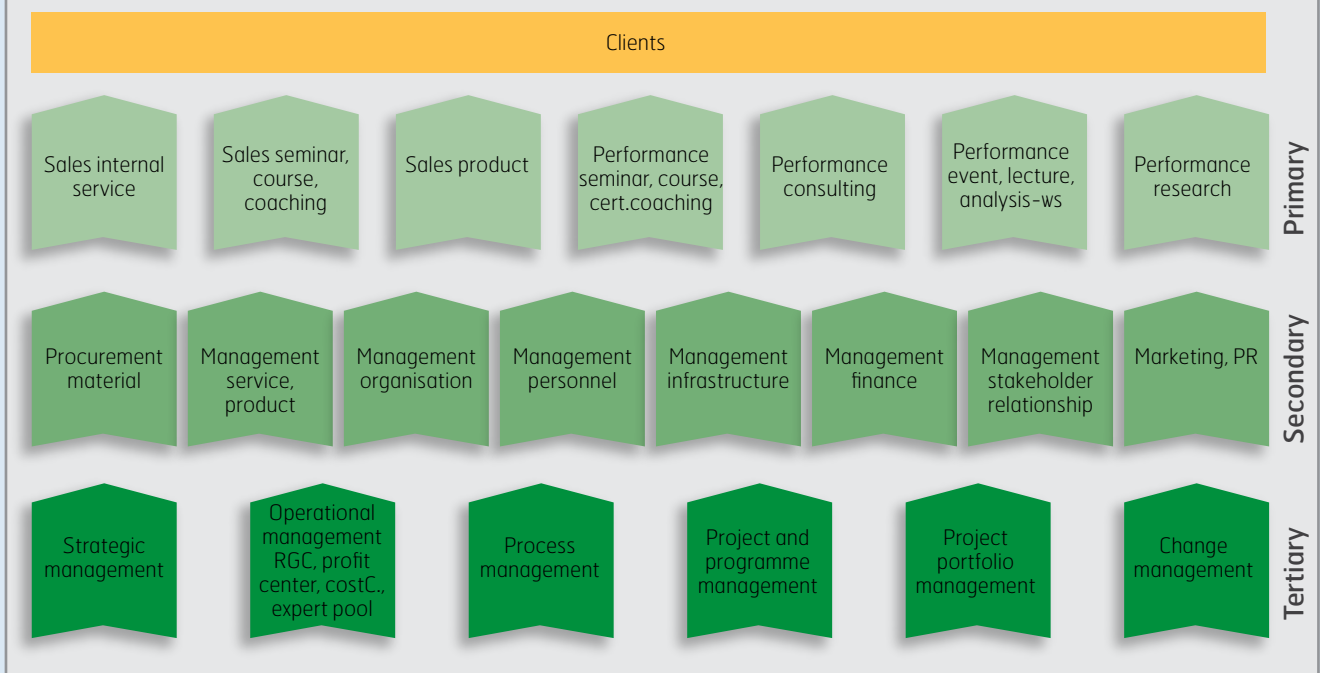 Clients
Sales internal
service
Sales seminar,
course,
coaching
Sales product
Performance
seminar, course,
cert.coaching
Performance
consulting
Performance
event, lecture,
analysis-ws
Performance
research
Primary
Procurement
material
Management
service,
product
Management
organisation
Management
personnel
Management
infrastructure
Management
finance
Management
stakeholder
relationship
Marketing, PR
Secondary
Strategic
management
Operational
management
RGC, profit
center, costC.,
expert pool
Process
management
Project and
programme
management
Project
portfolio
management
Change
management
Tertiary